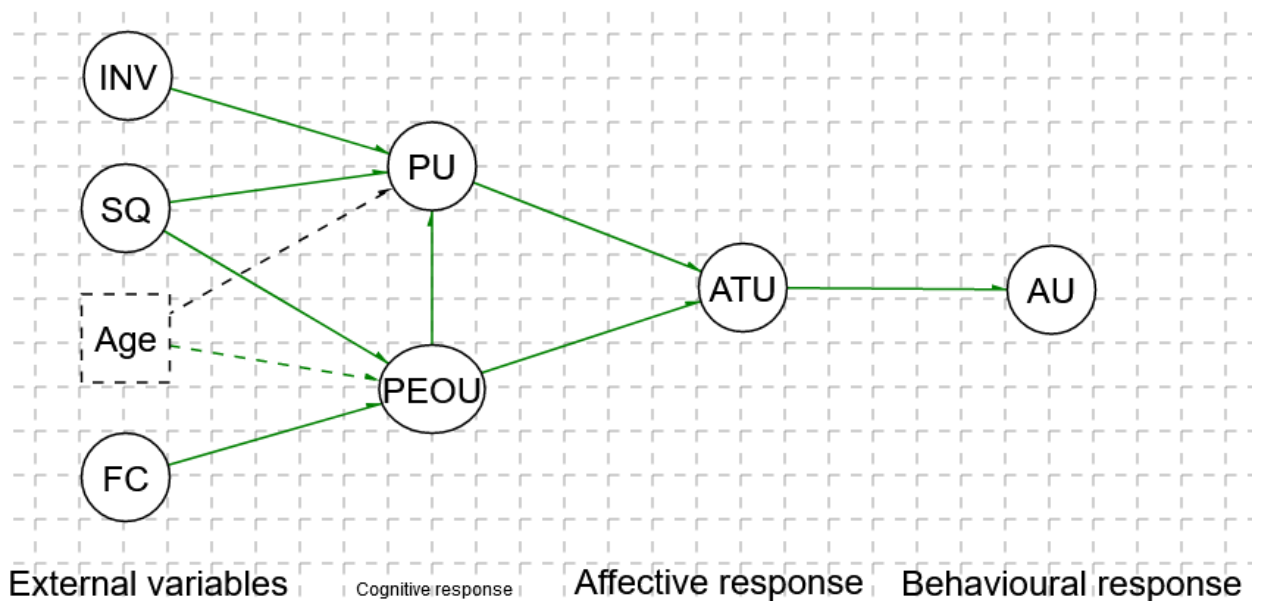 INV
PU
SQ
Age
ATU
AU
PEOU
FC
External variables
Cognitive response
Affective response
Behavioural response